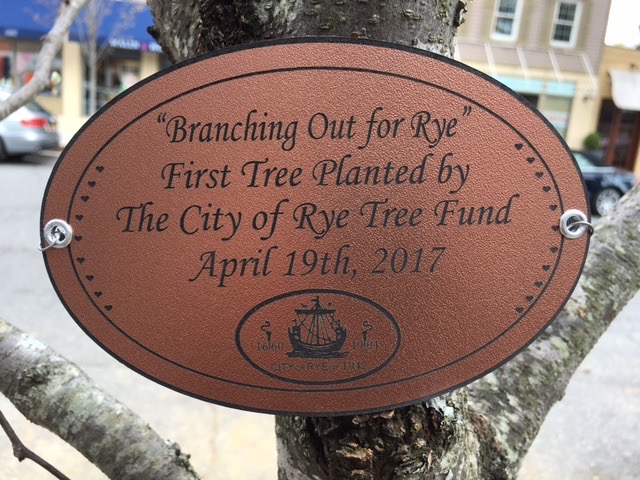 "Branching Out for Rye"
First Tree Planted by
The City of Rye Tree Fund
April 19th, 2017
1660 1904
CITY OF RYE